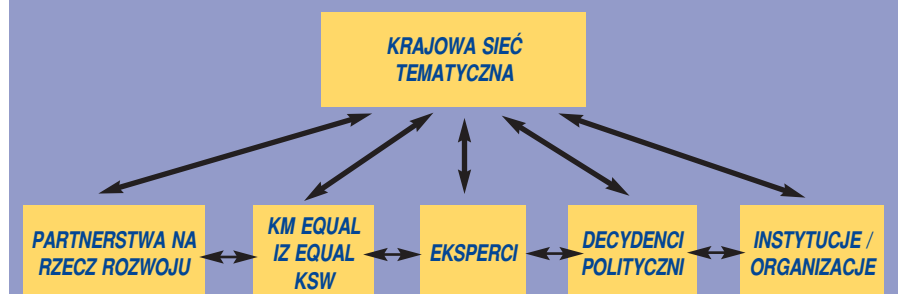 KRAJOWA SIEĆ
TEMATYCZNA
PARTNERSTWA NA
RZECZ ROZWOJU
KM EQUAL
IZ EQUAL
KSW
EKSPERCI
DECYDENCI
POLITYCZNI
INSTYTUCJE /
ORGANIZACJE